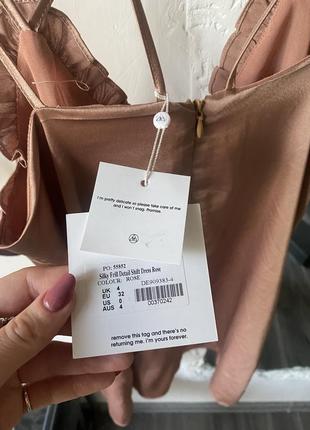 I'm pretty delicate so please take care of me
and I won't snag. Promise.
PO: 55852
Silky Frill Detail Shift Dress Rose
COLOUR: ROSE
DE909383-4
UK 4
EU 32
US 0
AUS 4
00370242
remove this tag and there's no
returning me. i'm yours forever.